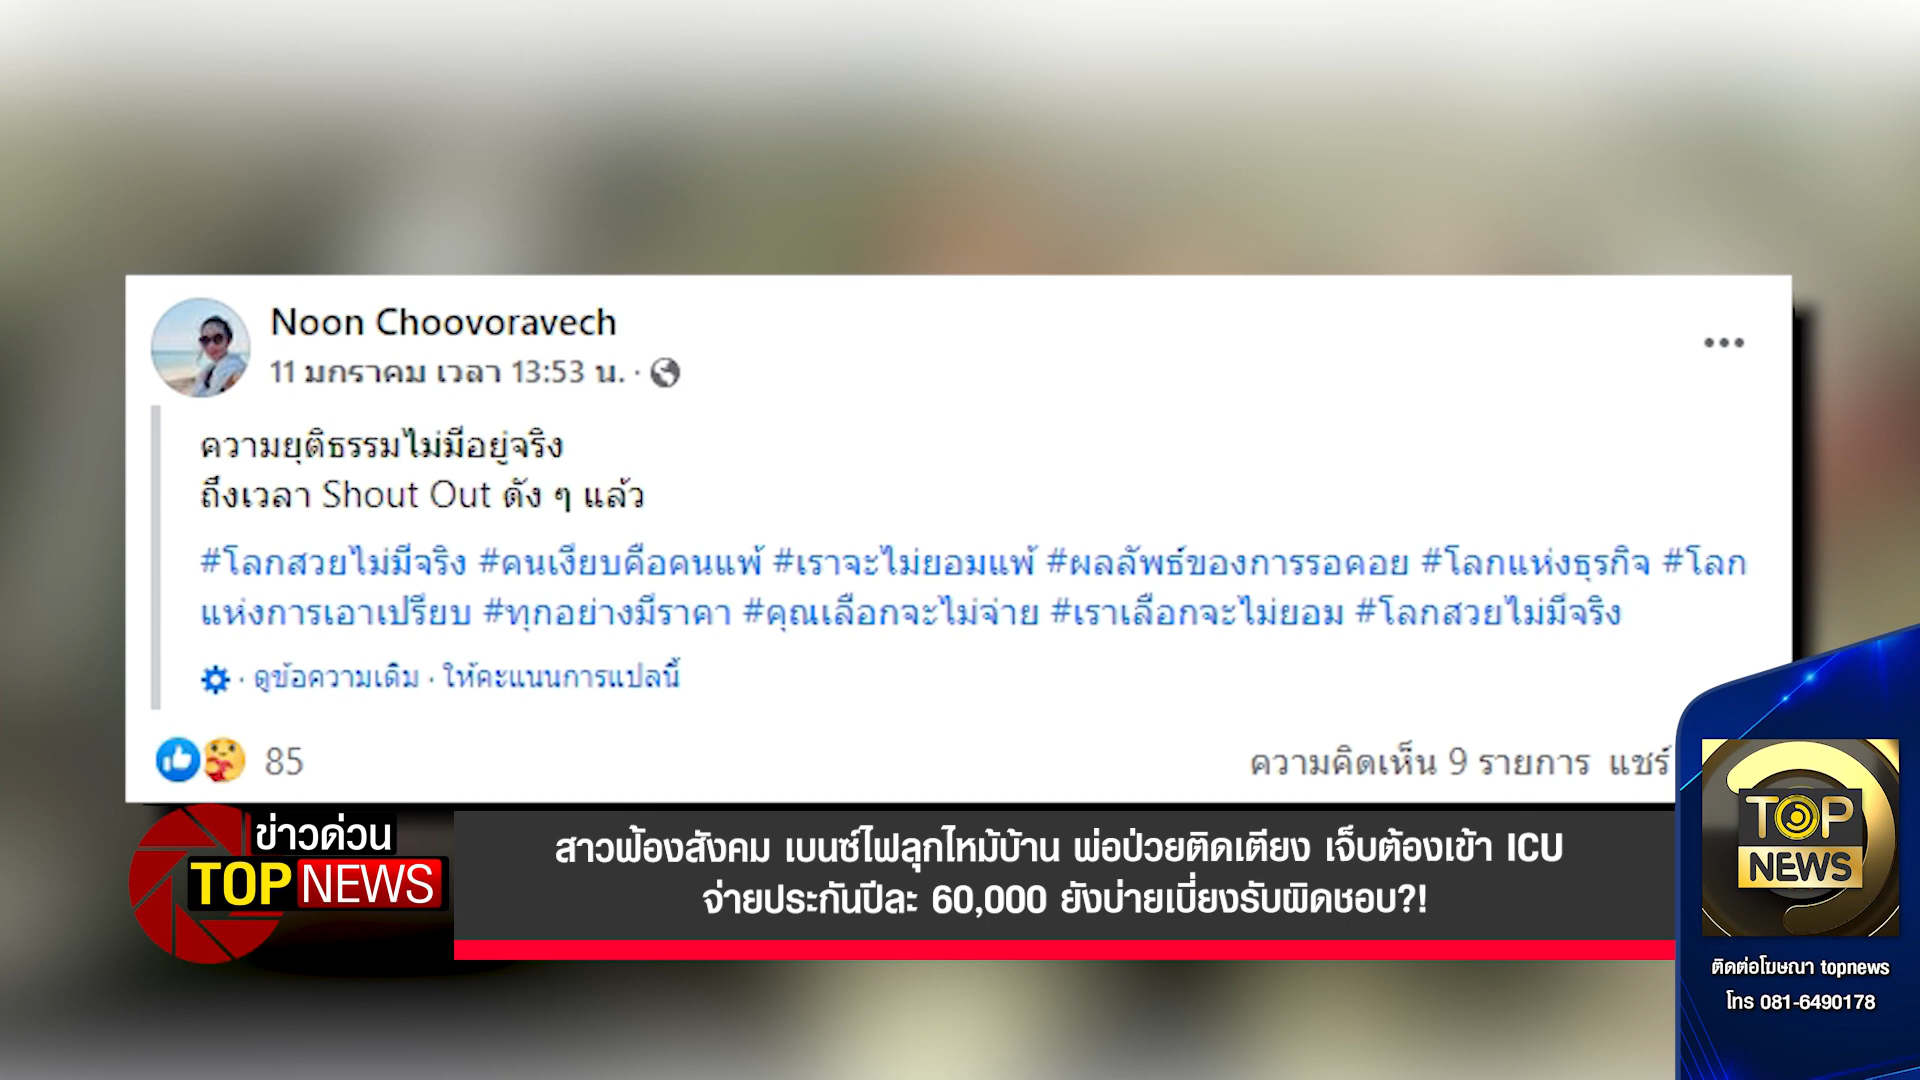 Noon Choovoravech
11 มกราคม เวลา 13:53 น. ·
ความยุติธรรมไม่มีอยู่จริง
ถึงเวลา Shout Out ดัง ๆ แล้ว
#โลกสวยไม่มีจริง #คนเงียบคือคนแพ้ #เราจะไม่ยอมแพ้ #ผลลัพธ์ของการรอคอย #โลกแห่งธุรกิจ #โลก
แห่งการเอาเปรียบ #ทุกอย่างมีราคา #คุณเลือกจะไม่จ่าย #เราเลือกจะไม่ยอม #โลกสวยไม่มีจริง
· ดูข้อความเดิม · ให้คะแนนการแปลนี้
85
ความคิดเห็น 9 รายการ แชร์
ข่าวด่วน
TOP NEWS
สาวฟ้องสังคม เบนซ์ไฟลุกไหม้บ้าน พ่อป่วยติดเตียง เจ็บต้องเข้า ICU
จ่ายประกันปีละ 60,000 ยังบ่ายเบี่ยงรับผิดชอบ?!
TOP
NEWS
ติดต่อโฆษณา topnews
โทร 081-6490178